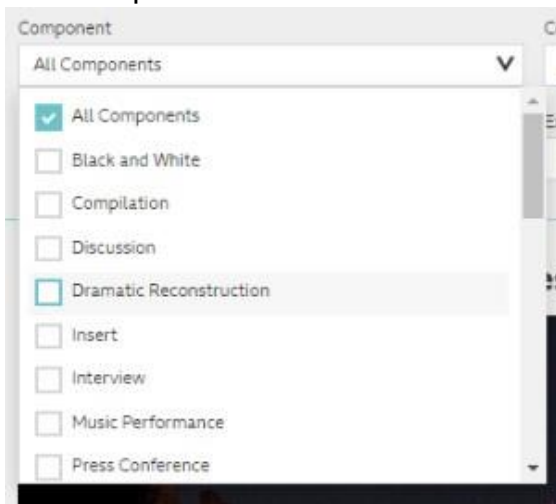 Component
All Components
All Components
Black and White
Compilation
Discussion
Dramatic Reconstruction
Insert
Interview
Music Performance
Press Conference